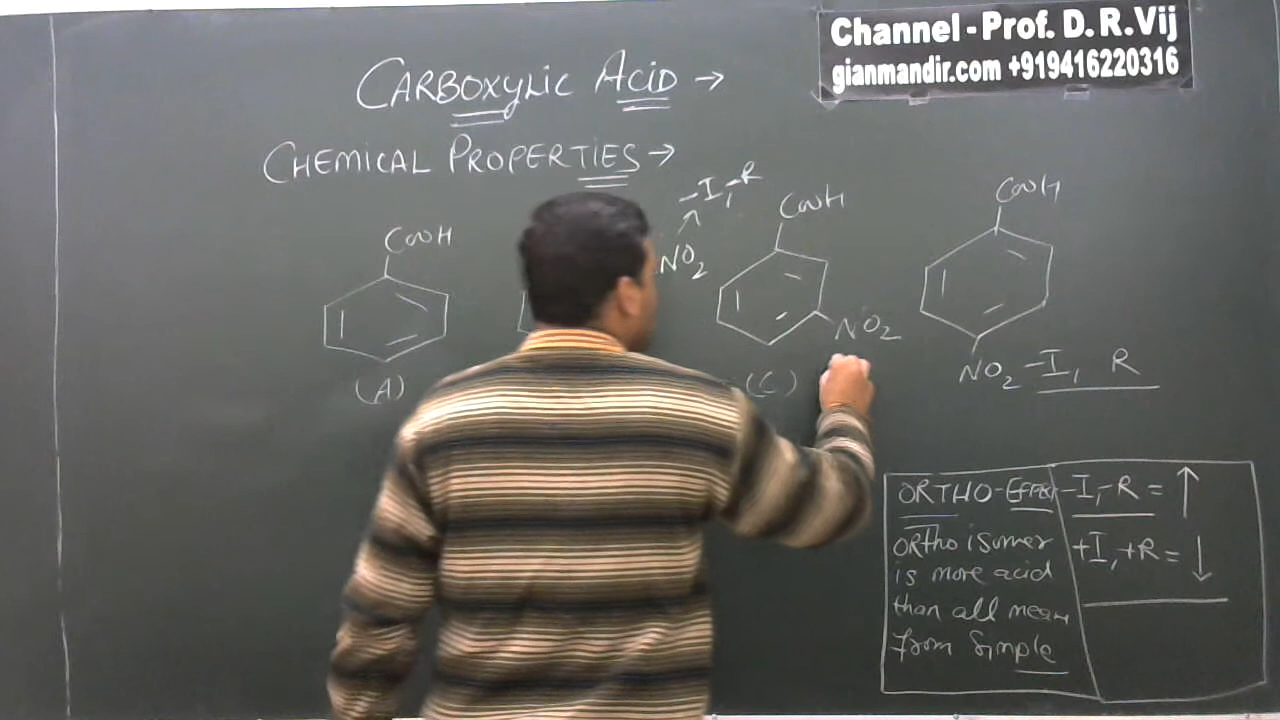 Channel - Prof. D. R. Vij
gianmandir.com +919416220316
CARBOXYLIC ACID →
CHEMICAL PROPERTIES →
-I, -R
NO2
COOH
COOH
COOH
NO2
NO2 -I, R
(A)
(C)
ORTHO-Effect
Ortho isomer
is more acid
than all mean
from Simple
-I, -R = ↑
+I, +R = ↓